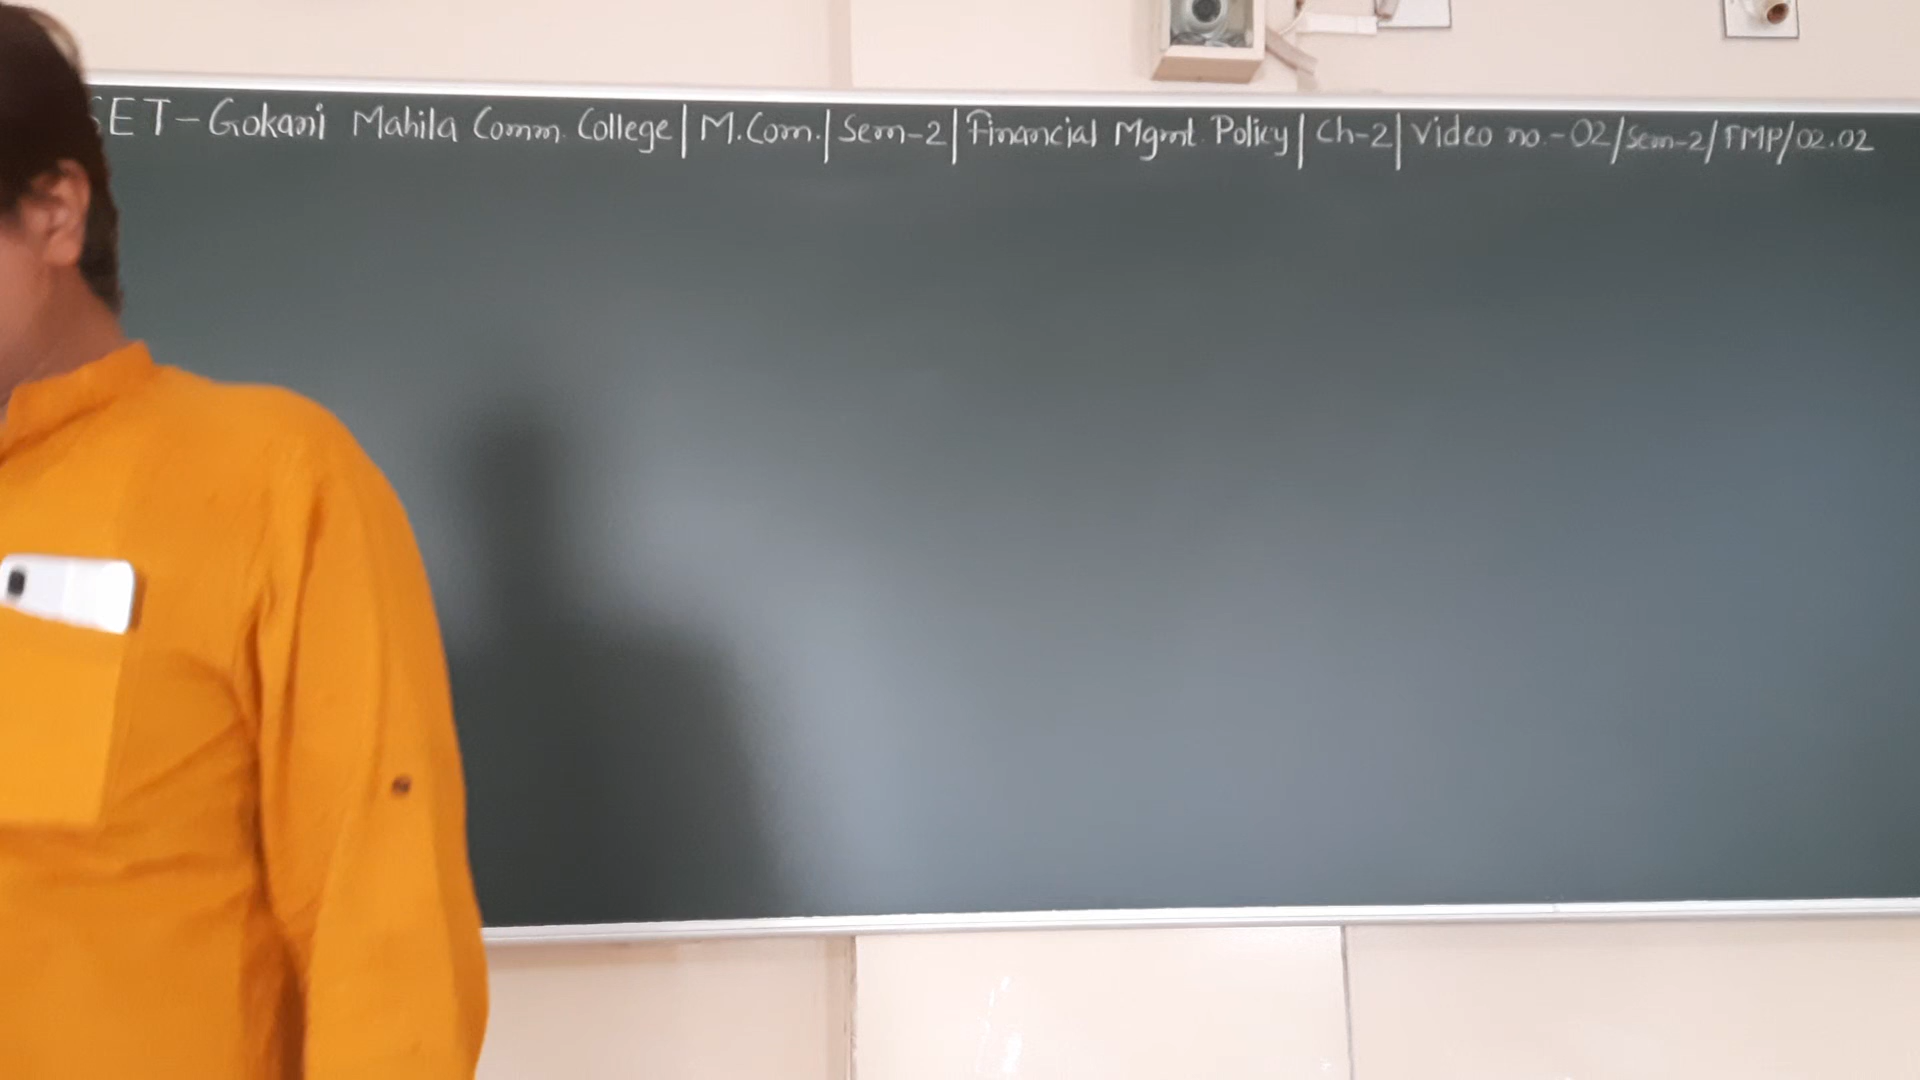 SET-Gokani Mahila Comm. College | M.Com. | Sem-2 | Financial Mgmt. Policy | Ch-2 | Video no.-02/Sem-2/FMP/02.02